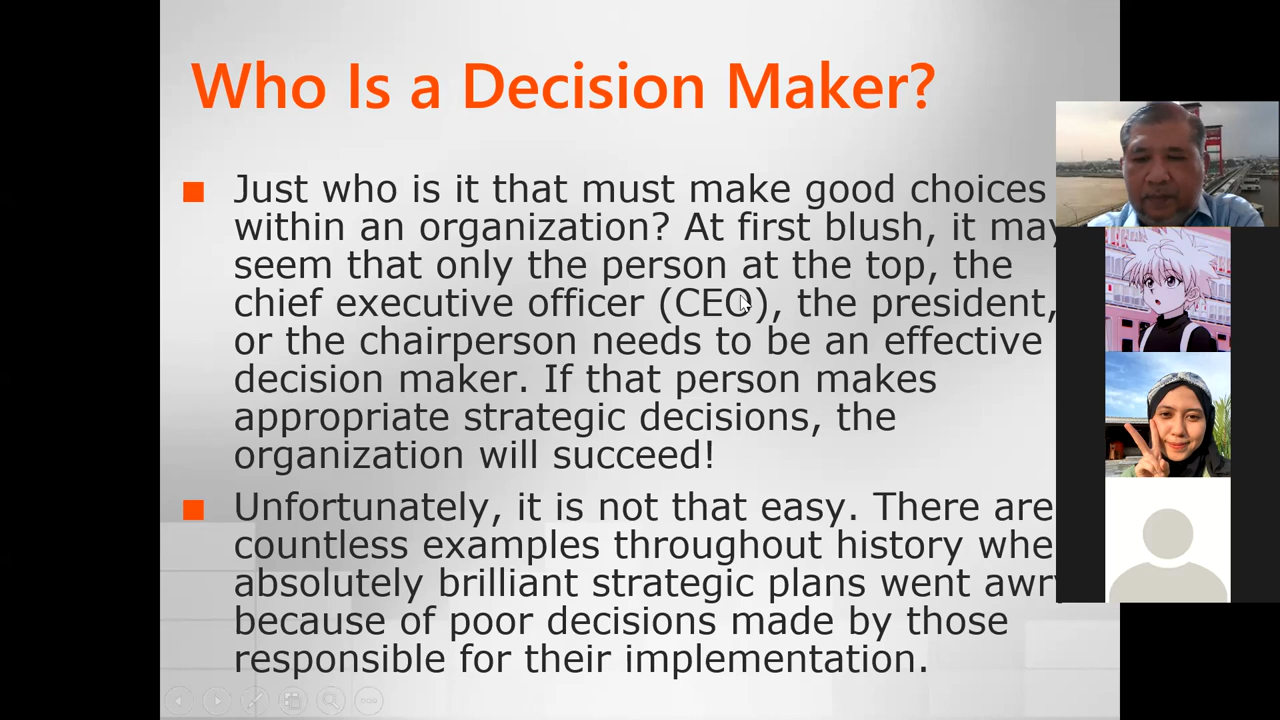 Who Is a Decision Maker?
Just who is it that must make good choices
within an organization? At first blush, it may
seem that only the person at the top, the
chief executive officer (CEO), the president,
or the chairperson needs to be an effective
decision maker. If that person makes
appropriate strategic decisions, the
organization will succeed!
Unfortunately, it is not that easy. There are
countless examples throughout history whe
absolutely brilliant strategic plans went awry
because of poor decisions made by those
responsible for their implementation.